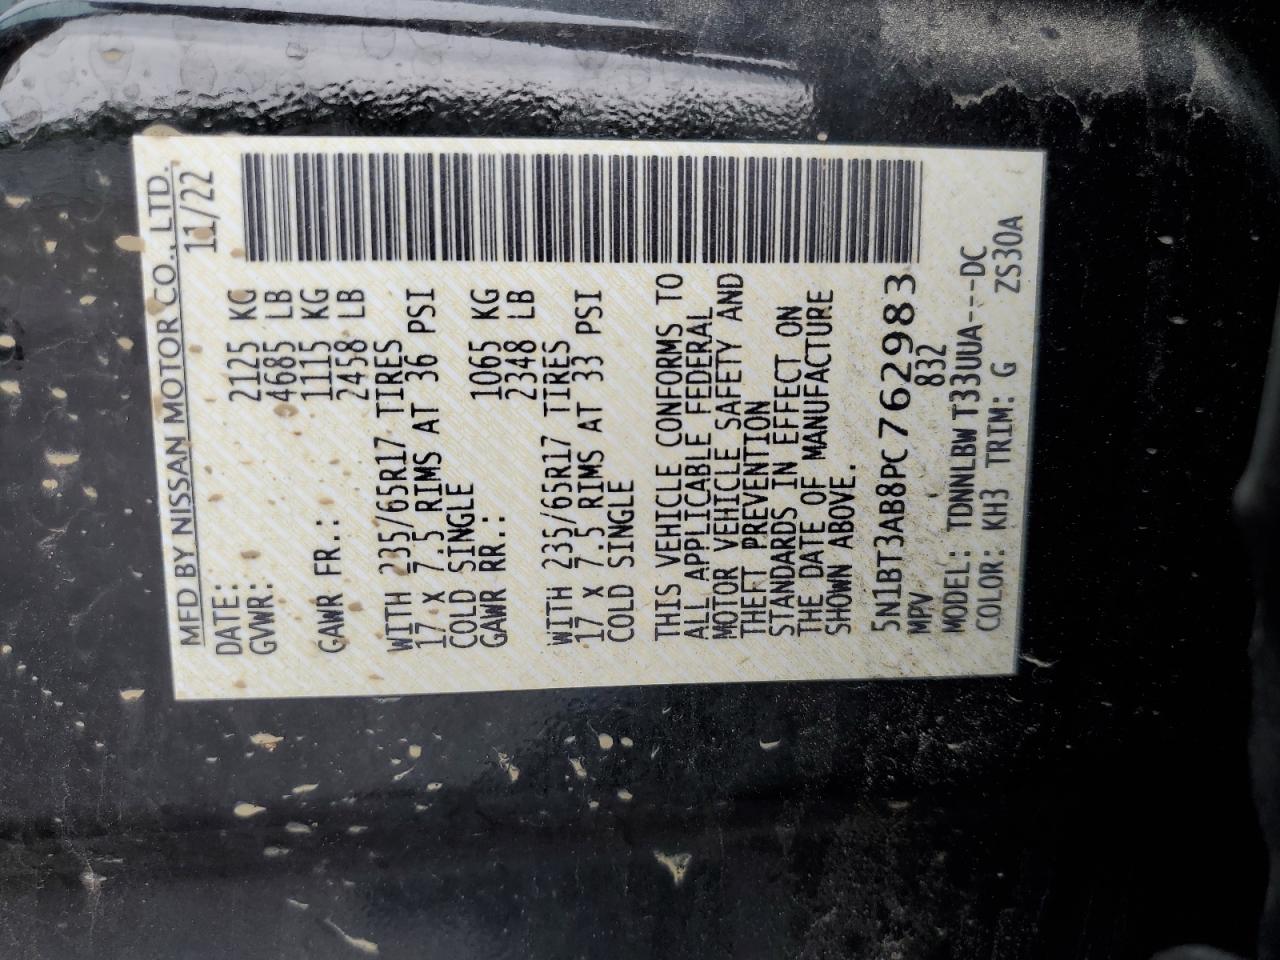 MFD BY NISSAN MOTOR CO., LTD.
DATE: 11/22
GVWR: 2125 KG
4685 LB
GAWR FR.: 1115 KG
2458 LB
WITH 235/65R17 TIRES
17 X 7.5 RIMS AT 36 PSI
COLD SINGLE
GAWR RR.: 1065 KG
2348 LB
WITH 235/65R17 TIRES
17 X 7.5 RIMS AT 33 PSI
COLD SINGLE
THIS VEHICLE CONFORMS TO
ALL APPLICABLE FEDERAL
MOTOR VEHICLE SAFETY AND
THEFT PREVENTION
STANDARDS IN EFFECT ON
THE DATE OF MANUFACTURE
SHOWN ABOVE.
5N1BT3AB8PC762983
MPV 832
MODEL: TDNNLBW T33UUA---DC
COLOR: KH3 TRIM: G ZS30A